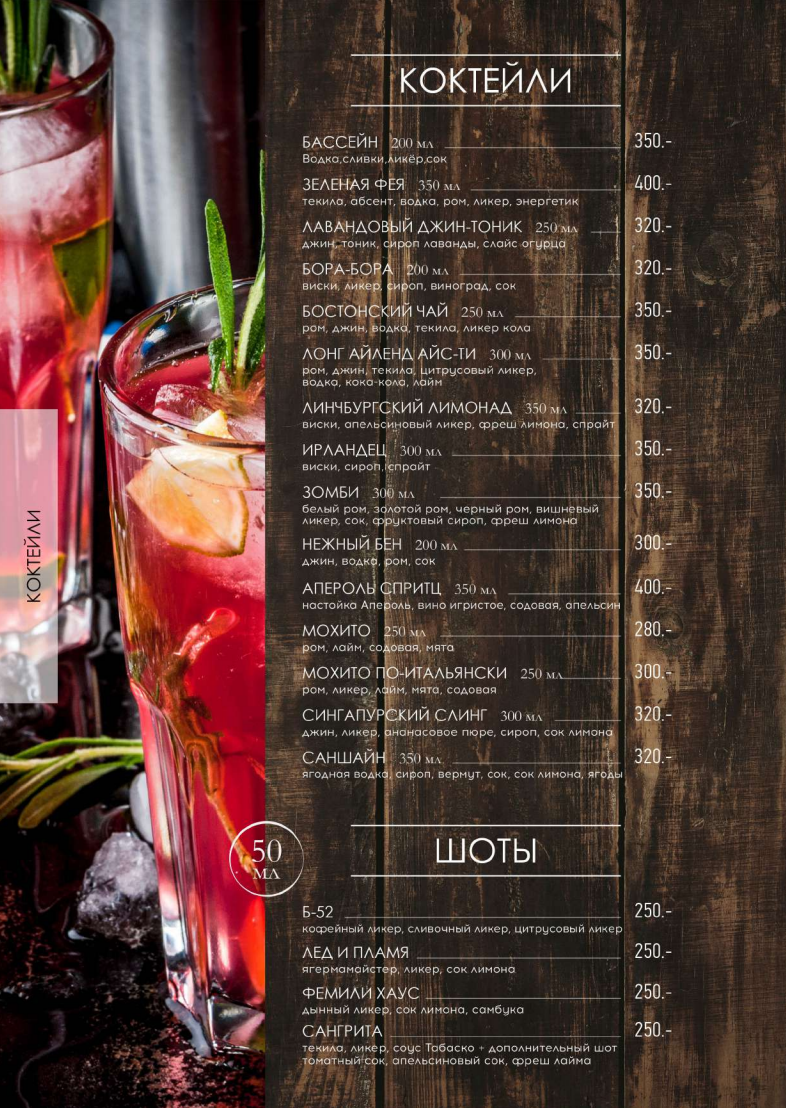 КОКТЕЙЛИ
БАССЕЙН 200 мл 350.-
Водка,сливки,ликёр,сок
ЗЕЛЕНАЯ ФЕЯ 350 мл 400.-
текила, абсент, водка, ром, ликер, энергетик
ЛАВАНДОВЫЙ ДЖИН-ТОНИК 250 мл 320.-
джин, тоник, сироп лаванды, слайс огурца
БОРА-БОРА 200 мл 320.-
виски, ликер, сироп, виноград, сок
БОСТОНСКИЙ ЧАЙ 250 мл 350.-
ром, джин, водка, текила, ликер кола
ЛОНГ АЙЛЕНД АЙС-ТИ 300 мл 350.-
ром, джин, текила, цитрусовый ликер,
водка, кока-кола, лайм
ЛИНЧБУРГСКИЙ ЛИМОНАД 350 мл 320.-
виски, апельсиновый ликер, фреш лимона, спрайт
ИРЛАНДЕЦ 300 мл 350.-
виски, сироп, спрайт
ЗОМБИ 300 мл 350.-
белый ром, золотой ром, черный ром, вишневый
ликер, сок, фруктовый сироп, фреш лимона
НЕЖНЫЙ БЕН 200 мл 300.-
джин, водка, ром, сок
АПЕРОЛЬ СПРИТЦ 350 мл 400.-
настойка Апероль, вино игристое, содовая, апельсин
МОХИТО 250 мл 280.-
ром, лайм, содовая, мята
МОХИТО ПО-ИТАЛЬЯНСКИ 250 мл 300.-
ром, ликер, лайм, мята, содовая
СИНГАПУРСКИЙ СЛИНГ 300 мл 320.-
джин, ликер, ананасовое пюре, сироп, сок лимона
САНШАЙН 350 мл 320.-
ягодная водка, сироп, вермут, сок, сок лимона, ягоды
КОКТЕЙЛИ
50
мл
ШОТЫ
Б-52 250.-
кофейный ликер, сливочный ликер, цитрусовый ликер
ЛЕД И ПЛАМЯ 250.-
ягермамайстер, ликер, сок лимона
ФЕМИЛИ ХАУС 250.-
дынный ликер, сок лимона, самбука
САНГРИТА 250.-
текила, ликер, соус Табаско + дополнительный шот
томатный сок, апельсиновый сок, фреш лайма